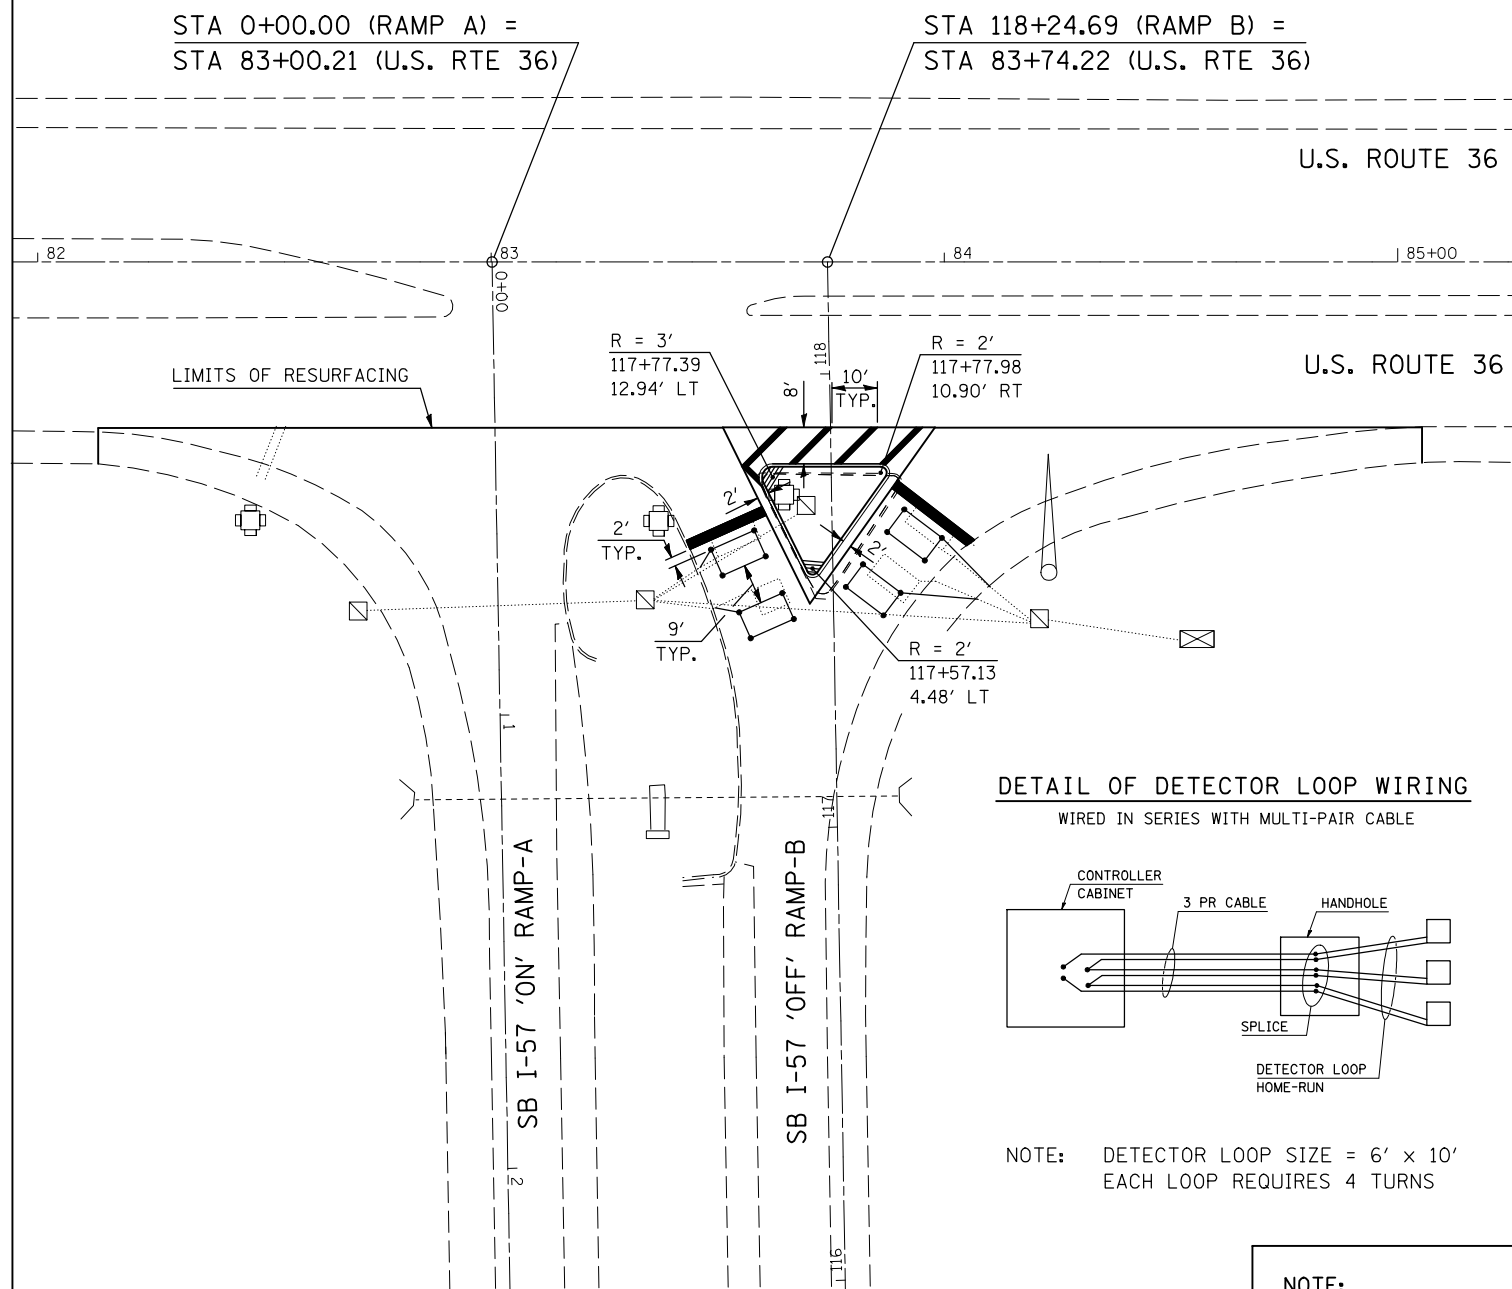 STA 0+00.00 (RAMP A) =
STA 83+00.21 (U.S. RTE 36)
STA 118+24.69 (RAMP B) =
STA 83+74.22 (U.S. RTE 36)
U.S. ROUTE 36
82
83
84
85+00
0+00
118
R = 3'
117+77.39
12.94' LT
8'
10'
TYP.
R = 2'
117+77.98
10.90' RT
U.S. ROUTE 36
LIMITS OF RESURFACING
2'
2'
TYP.
2'
9'
TYP.
R = 2'
117+57.13
4.48' LT
1
117
SB I-57 'ON' RAMP-A
SB I-57 'OFF' RAMP-B
2
116
DETAIL OF DETECTOR LOOP WIRING
WIRED IN SERIES WITH MULTI-PAIR CABLE
CONTROLLER
CABINET
3 PR CABLE
HANDHOLE
SPLICE
DETECTOR LOOP
HOME-RUN
NOTE: DETECTOR LOOP SIZE = 6' x 10'
EACH LOOP REQUIRES 4 TURNS
NOTE: